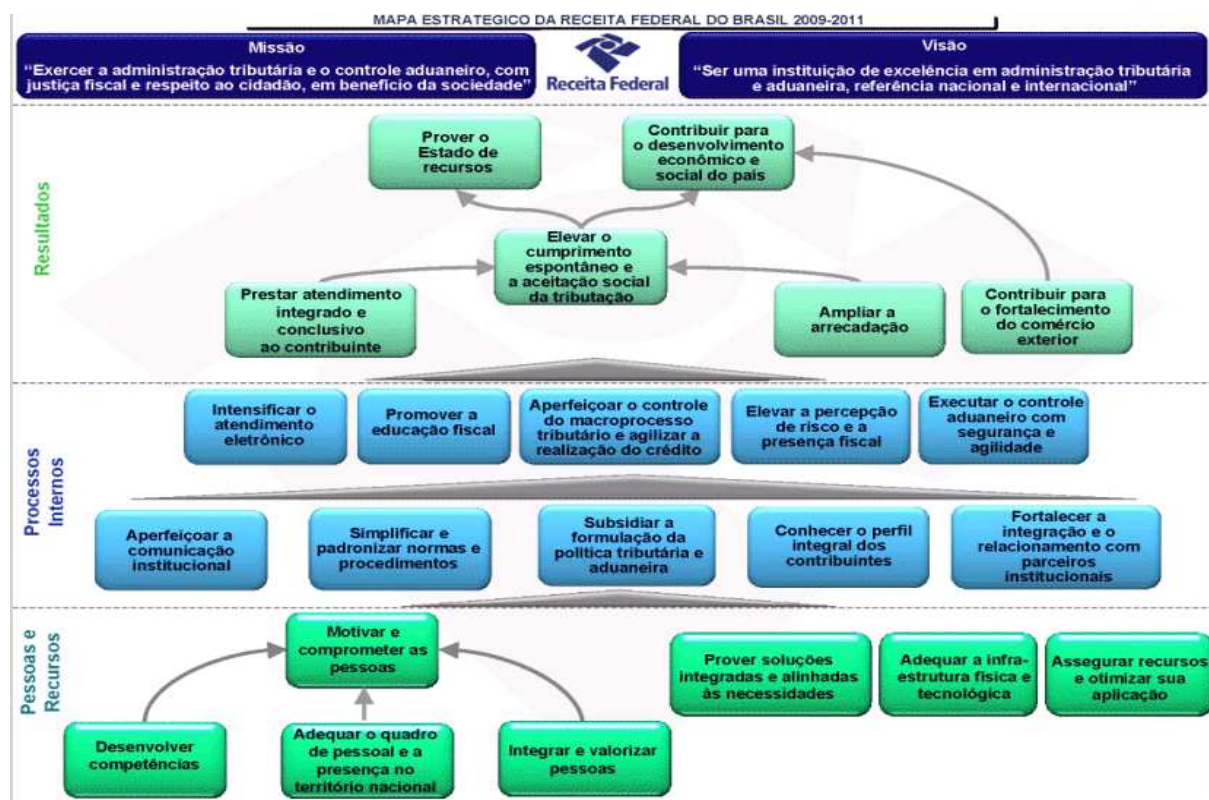 MAPA ESTRATEGICO DA RECEITA FEDERAL DO BRASIL 2009-2011
Missão
“Exercer a administração tributária e o controle aduaneiro, com
justiça fiscal e respeito ao cidadão, em benefício da sociedade”
Receita Federal
Visão
“Ser uma instituição de excelência em administração tributária
e aduaneira, referência nacional e internacional”
Resultados
Prover o
Estado de
recursos
Contribuir para
o desenvolvimento
econômico e
social do país
Elevar o
cumprimento
espontâneo e
a aceitação social
da tributação
Prestar atendimento
integrado e
conclusivo
ao contribuinte
Ampliar a
arrecadação
Contribuir para
o fortalecimento
do comércio
exterior
Processos
Internos
Intensificar o
atendimento
eletrônico
Promover a
educação fiscal
Aperfeiçoar o controle
do macroprocesso
tributário e agilizar a
realização do crédito
Elevar a percepção
de risco e a
presença fiscal
Executar o controle
aduaneiro com
segurança e
agilidade
Aperfeiçoar a
comunicação
institucional
Simplificar e
padronizar normas e
procedimentos
Subsidiar a
formulação da
política tributária e
aduaneira
Conhecer o perfil
integral dos
contribuintes
Fortalecer a
integração e o
relacionamento com
parceiros
institucionais
Pessoas e
Recursos
Motivar e
comprometer as
pessoas
Prover soluções
integradas e alinhadas
às necessidades
Adequar a infra-
estrutura física e
tecnológica
Assegurar recursos
e otimizar sua
aplicação
Desenvolver
competências
Adequar o quadro
de pessoal e a
presença no
território nacional
Integrar e valorizar
pessoas